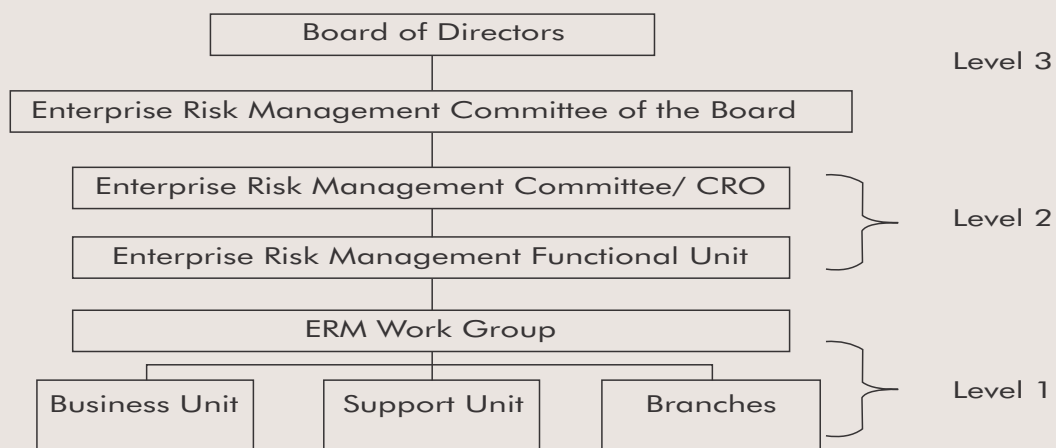 Board of Directors
Level 3
Enterprise Risk Management Committee of the Board
Enterprise Risk Management Committee/ CRO
Level 2
Enterprise Risk Management Functional Unit
ERM Work Group
Level 1
Business Unit
Support Unit
Branches